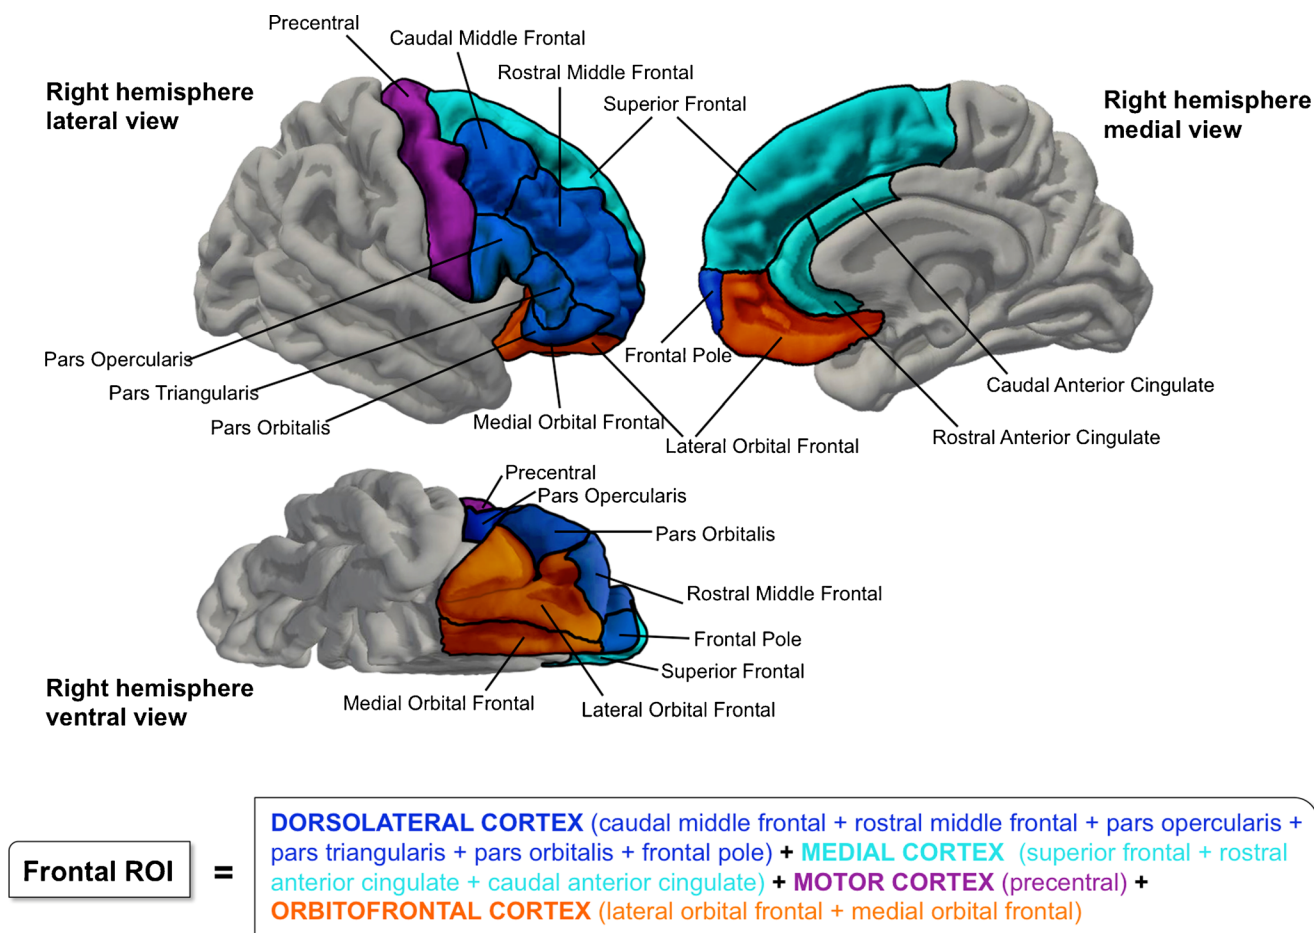 Precentral
Caudal Middle Frontal
Rostral Middle Frontal
Superior Frontal
Right hemisphere
lateral view
Right hemisphere
medial view
Pars Opercularis
Pars Triangularis
Pars Orbitalis
Medial Orbital Frontal
Frontal Pole
Lateral Orbital Frontal
Caudal Anterior Cingulate
Rostral Anterior Cingulate
Precentral
Pars Opercularis
Pars Orbitalis
Rostral Middle Frontal
Frontal Pole
Superior Frontal
Medial Orbital Frontal
Lateral Orbital Frontal
Right hemisphere
ventral view
Frontal ROI
=
DORSOLATERAL CORTEX (caudal middle frontal + rostral middle frontal + pars opercularis +
pars triangularis + pars orbitalis + frontal pole) + MEDIAL CORTEX (superior frontal + rostral
anterior cingulate + caudal anterior cingulate) + MOTOR CORTEX (precentral) +
ORBITOFRONTAL CORTEX (lateral orbital frontal + medial orbital frontal)